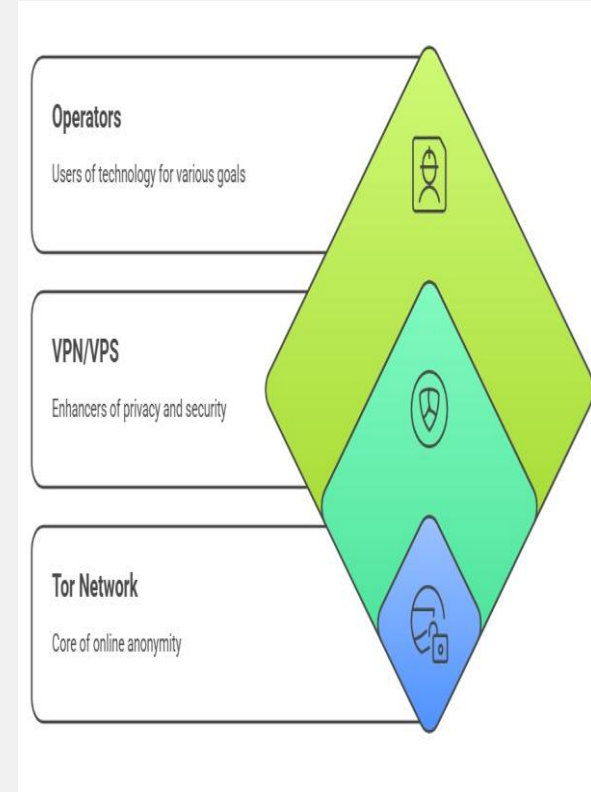 Operators
Users of technology for various goals
VPN/VPS
Enhancers of privacy and security
Tor Network
Core of online anonymity